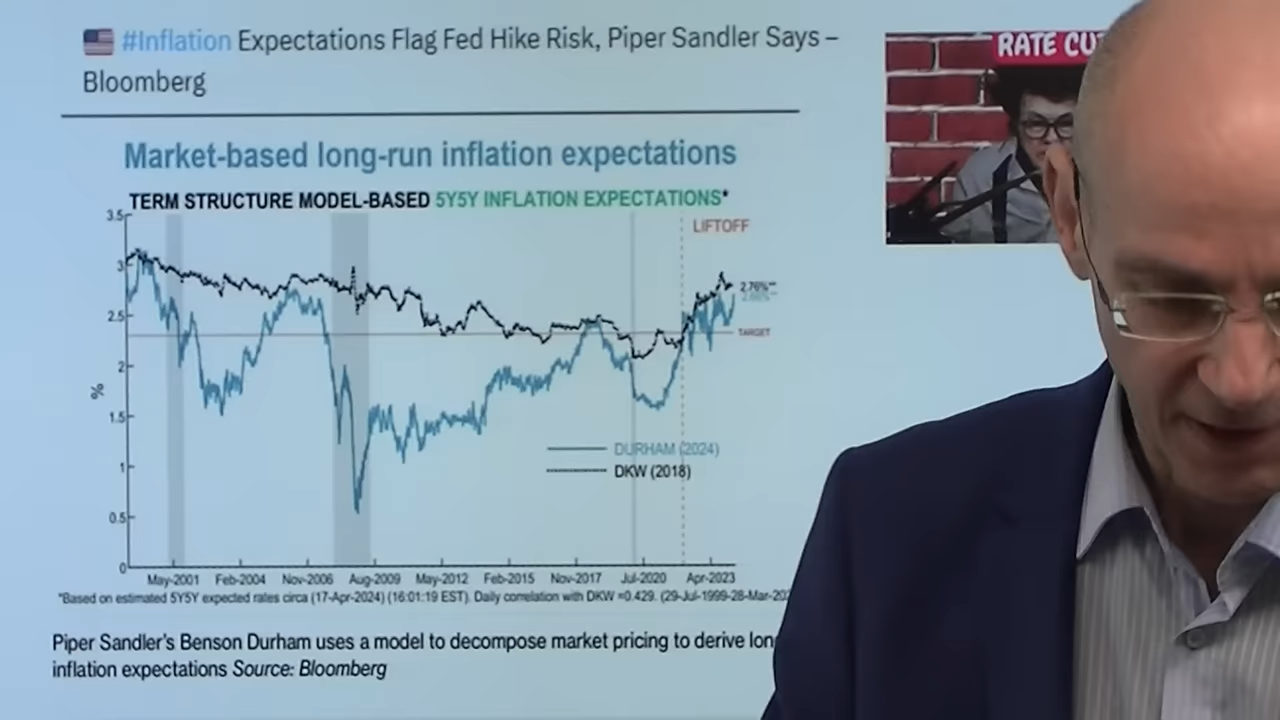 #Inflation Expectations Flag Fed Hike Risk, Piper Sandler Says –
Bloomberg
RATE
Market-based long-run inflation expectations
TERM STRUCTURE MODEL-BASED 5Y5Y INFLATION EXPECTATIONS*
LIFTOFF
3.5
3
2.5
2
1.5
1
0.5
0
%
2.76%**
TARGET
DURHAM (2024)
DKW (2018)
May-2001 Feb-2004 Nov-2006 Aug-2009 May-2012 Feb-2015 Nov-2017 Jul-2020 Apr-2023
*Based on estimated 5Y5Y expected rates circa (17-Apr-2024) (16:01:19 EST). Daily correlation with DKW =0.429. (29-Jul-1999-28-Mar-20
Piper Sandler's Benson Durham uses a model to decompose market pricing to derive
inflation expectations Source: Bloomberg